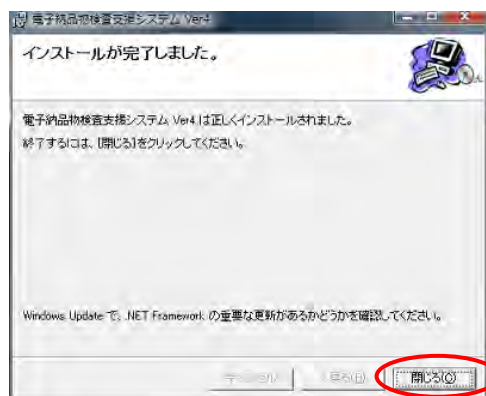 電子納品物検査支援システム Ver4
インストールが完了しました。
電子納品物検査支援システム Ver4 は正しくインストールされました。
終了するには、[閉じる]をクリックしてください。
Windows Update で、.NET Framework の重要な更新があるかどうかを確認してください。
キャンセル
戻る(B)
閉じる(C)